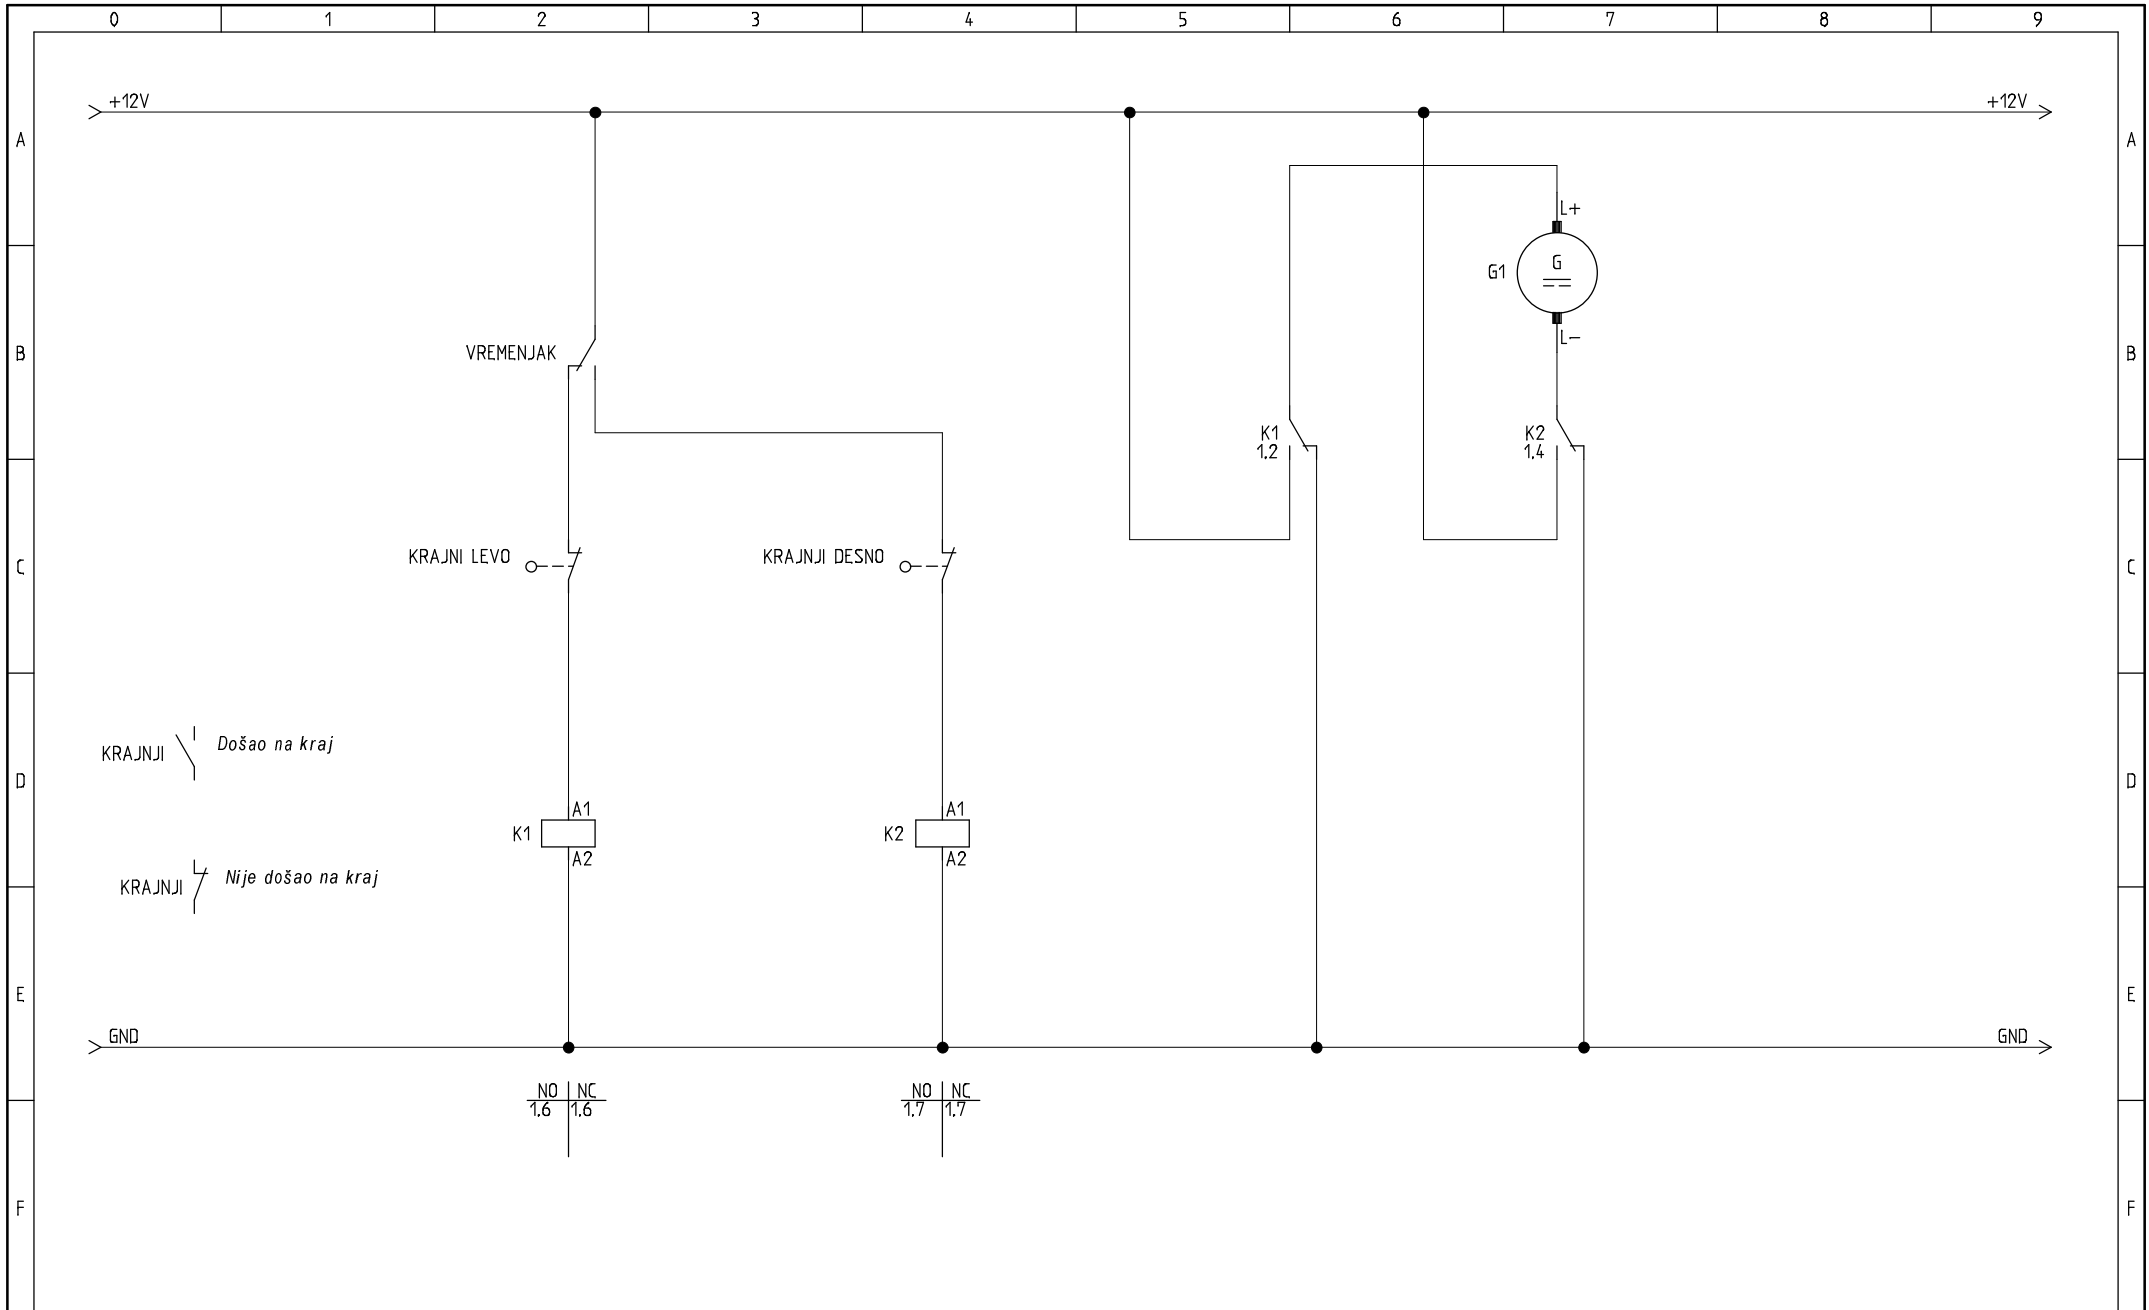 0 1 2 3 4 5 6 7 8 9
+12V +12V
A A
L+
G1 G
L-
VREMENJAK
B B
K1
1.2
K2
1.4
KRAJNI LEVO
KRAJNJI DESNO
C C
KRAJNJI Došao na kraj
D D
K1 A1
A2
K2 A1
A2
KRAJNJI Nije došao na kraj
E E
GND GND
NO NC
1.6 1.6
NO NC
1.7 1.7
F F